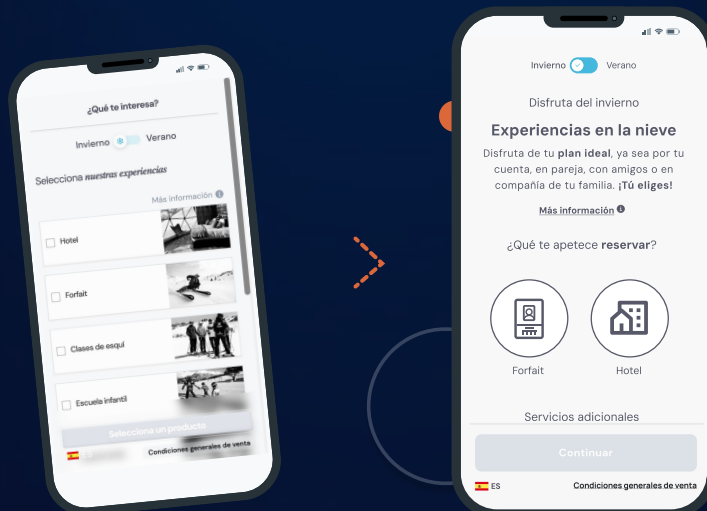 ¿Qué te interesa?
Invierno Verano
Selecciona nuestras experiencias
Más información
Hotel
Forfait
Clases de esquí
Escuela infantil
Selecciona un producto
Condiciones generales de venta
Invierno Verano
Disfruta del invierno
Experiencias en la nieve
Disfruta de tu plan ideal, ya sea por tu
cuenta, en pareja, con amigos o en
compañía de tu familia. ¡Tú eliges!
Más información
¿Qué te apetece reservar?
Forfait Hotel
Servicios adicionales
Continuar
ES Condiciones generales de venta